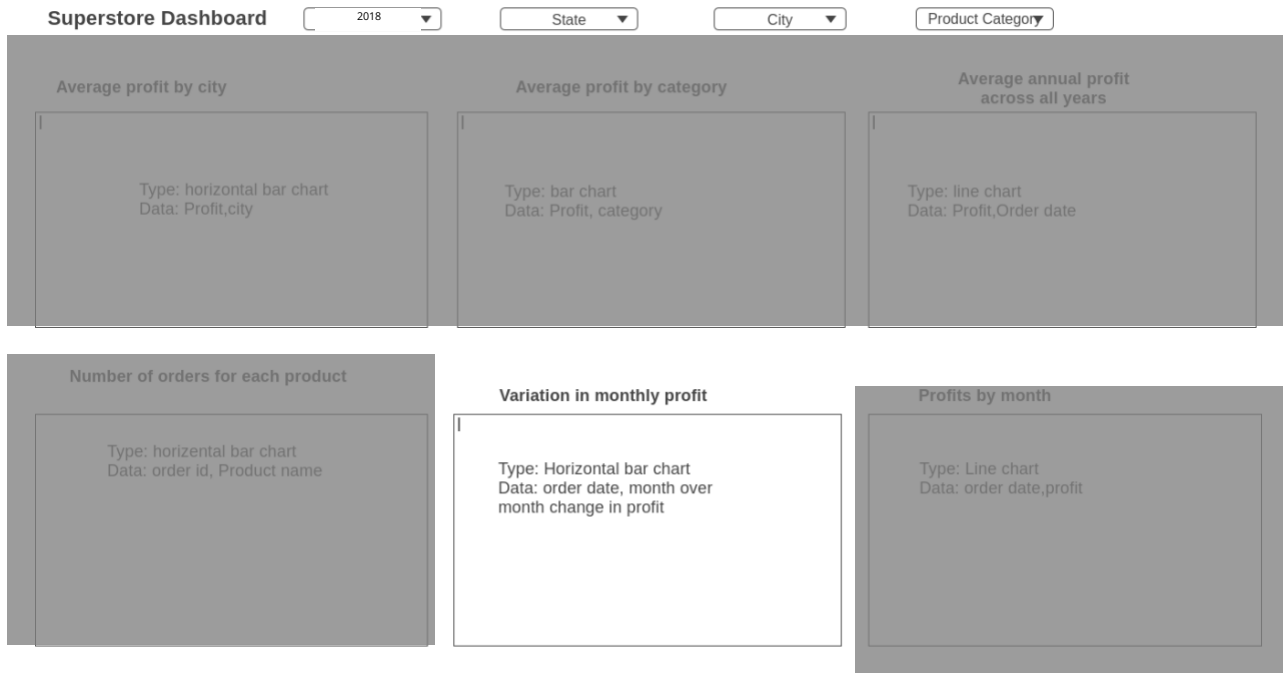 Superstore Dashboard
2018
State
City
Product Category
Average profit by city
Average profit by category
Average annual profit
across all years
Type: horizontal bar chart
Data: Profit,city
Type: bar chart
Data: Profit, category
Type: line chart
Data: Profit,Order date
Number of orders for each product
Variation in monthly profit
Profits by month
Type: horizental bar chart
Data: order id, Product name
Type: Horizontal bar chart
Data: order date, month over
month change in profit
Type: Line chart
Data: order date,profit